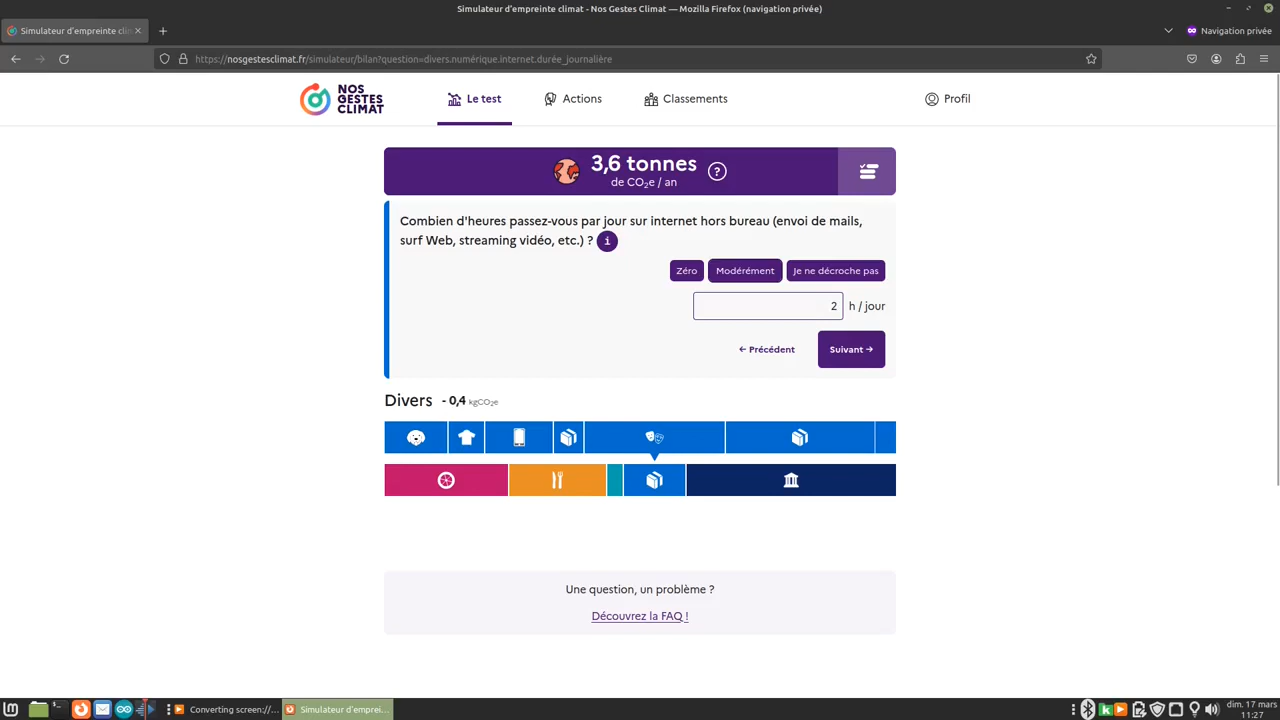 Simulateur d'empreinte climat - Nos Gestes Climat — Mozilla Firefox (navigation privée)
Simulateur d'empreinte clim
Navigation privée
https://nosgestesclimat.fr/simulateur/bilan?question=divers.numérique.internet.durée_journalière
NOS
GESTES
CLIMAT
Le test
Actions
Classements
Profil
3,6 tonnes
de CO₂e / an
?
Combien d'heures passez-vous par jour sur internet hors bureau (envoi de mails,
surf Web, streaming vidéo, etc.) ? i
Zéro
Modérément
Je ne décroche pas
2 h / jour
← Précédent
Suivant →
Divers - 0,4 kgCO₂e
Une question, un problème ?
Découvrez la FAQ !
Converting screen://...
Simulateur d'emprei...
dim. 17 mars
11:27